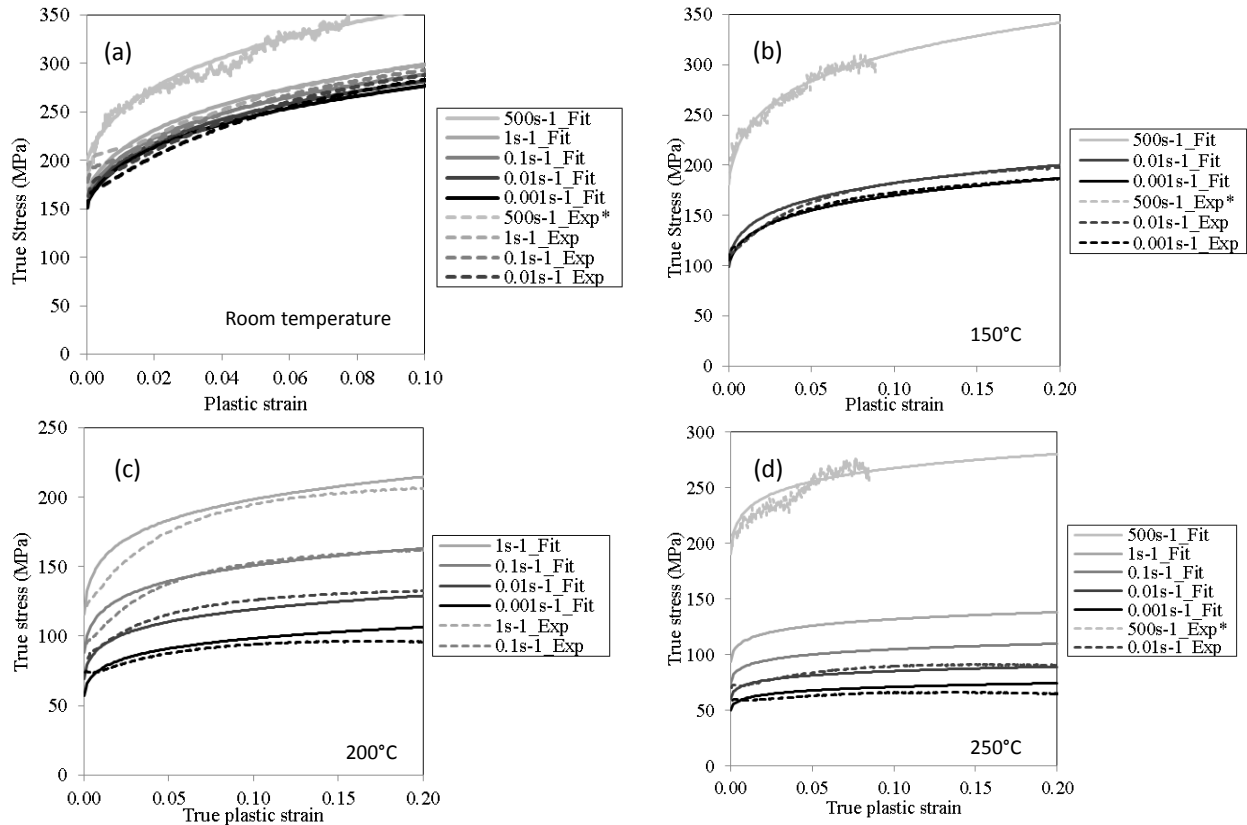 350
300
250
200
150
100
50
0
True Stress (MPa)
(a)
Room temperature
0.00 0.02 0.04 0.06 0.08 0.10
Plastic strain
500s-1_Fit
1s-1_Fit
0.1s-1_Fit
0.01s-1_Fit
0.001s-1_Fit
500s-1_Exp*
1s-1_Exp
0.1s-1_Exp
0.01s-1_Exp
350
300
250
200
150
100
50
0
True Stress (MPa)
(b)
150°C
0.00 0.05 0.10 0.15 0.20
Plastic strain
500s-1_Fit
0.01s-1_Fit
0.001s-1_Fit
500s-1_Exp*
0.01s-1_Exp
0.001s-1_Exp
250
200
150
100
50
0
True stress (MPa)
(c)
200°C
0.00 0.05 0.10 0.15 0.20
True plastic strain
1s-1_Fit
0.1s-1_Fit
0.01s-1_Fit
0.001s-1_Fit
1s-1_Exp
0.1s-1_Exp
300
250
200
150
100
50
0
True stress (MPa)
(d)
250°C
0.00 0.05 0.10 0.15 0.20
True plastic strain
500s-1_Fit
1s-1_Fit
0.1s-1_Fit
0.01s-1_Fit
0.001s-1_Fit
500s-1_Exp*
0.01s-1_Exp